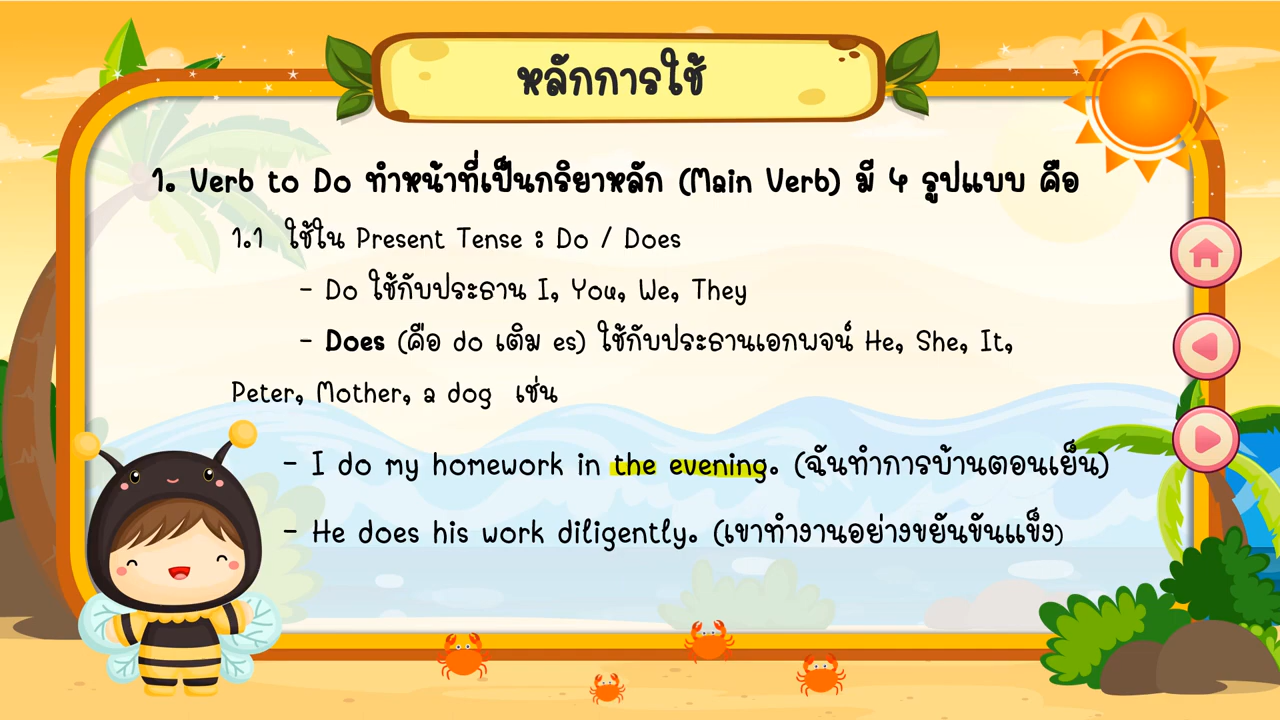 หลักการใช้
1. Verb to Do ทำหน้าที่เป็นกริยาหลัก (Main Verb) มี 4 รูปแบบ คือ
1.1 ใช้ใน Present Tense : Do / Does
- Do ใช้กับประธาน I, You, We, They
- Does (คือ do เติม es) ใช้กับประธานเอกพจน์ He, She, It,
Peter, Mother, a dog เช่น
- I do my homework in the evening. (ฉันทำการบ้านตอนเย็น)
- He does his work diligently. (เขาทำงานอย่างขยันขันแข็ง)